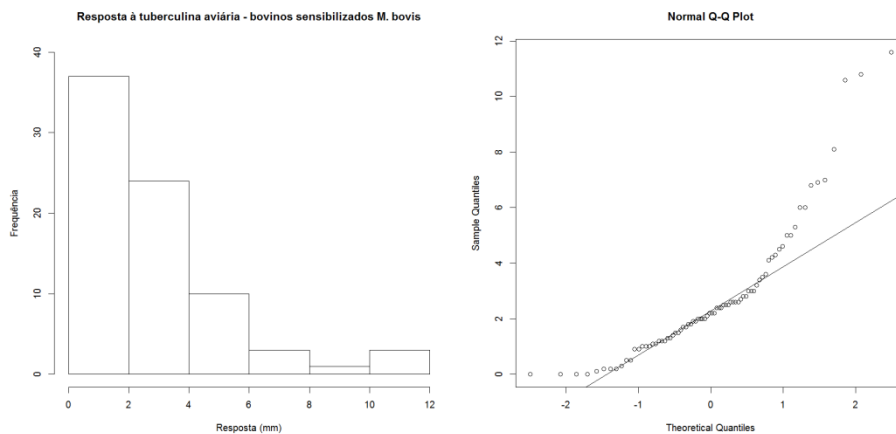 Resposta à tuberculina aviária - bovinos sensibilizados M. bovis
Frequência
40
30
20
10
0
0 2 4 6 8 10 12
Resposta (mm)
Normal Q-Q Plot
Sample Quantiles
12
10
8
6
4
2
0
-2 -1 0 1 2
Theoretical Quantiles